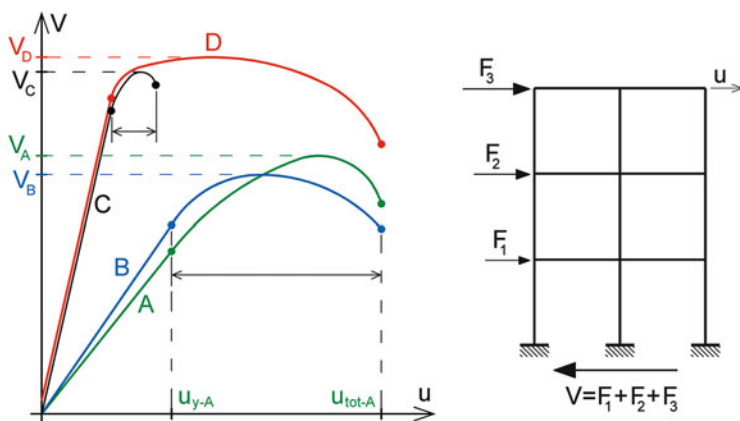 V
V_D
D
V_C
C
V_A
V_B
B
A
u_y-A
u_tot-A
u
F_3
u
F_2
F_1
V=F_1+F_2+F_3